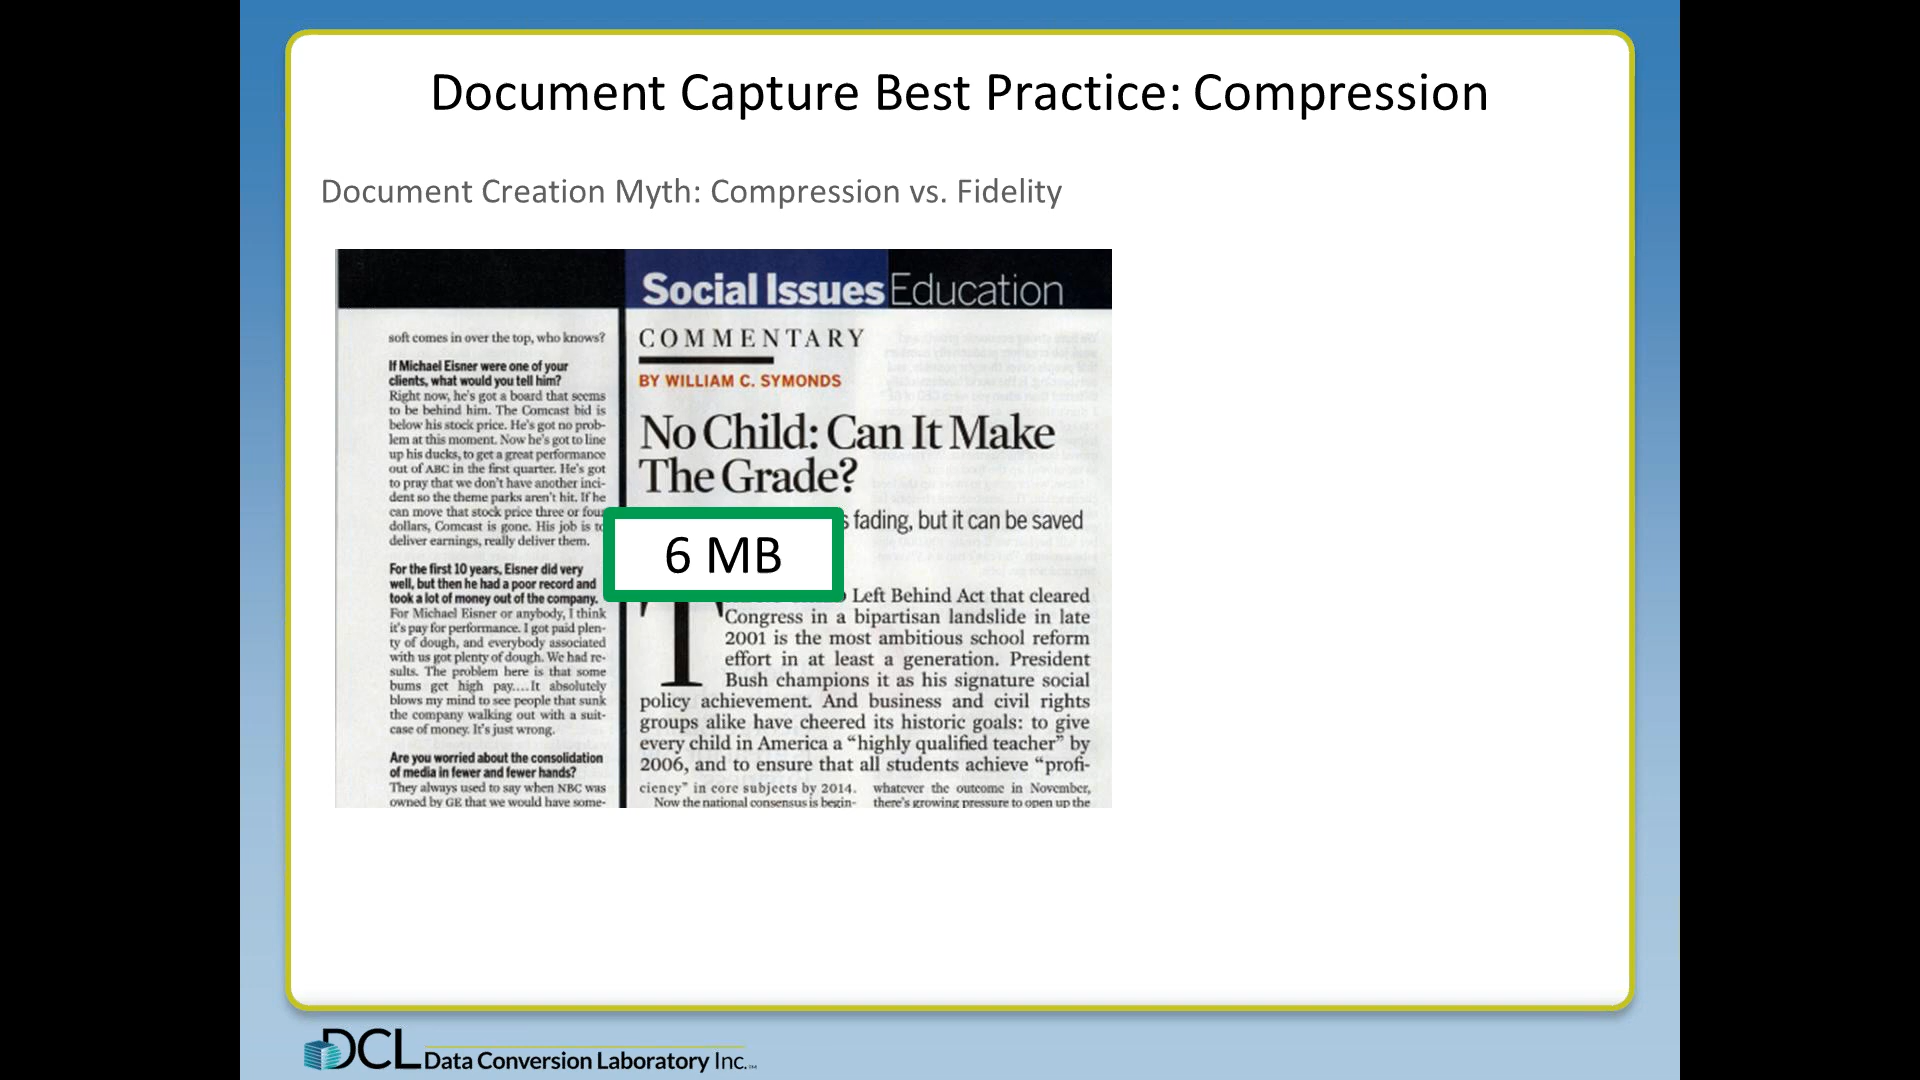 Document Capture Best Practice: Compression
Document Creation Myth: Compression vs. Fidelity
Social Issues Education
soft comes in over the top, who knows?
If Michael Eisner were one of your
clients, what would you tell him?
Right now, he's got a board that seems
to be behind him. The Comcast bid is
below his stock price. He's got no prob-
lem at this moment. Now he's got to line
up his ducks, to get a great performance
out of ABC in the first quarter. He's got
to pray that we don't have another inci-
dent so the theme parks aren't hit. If he
can move that stock price three or four
dollars, Comcast is gone. His job is to
deliver earnings, really deliver them.
For the first 10 years, Eisner did very
well, but then he had a poor record and
took a lot of money out of the company.
For Michael Eisner or anybody, I think
it's pay for performance. I got paid plen-
ty of dough, and everybody associated
with us got plenty of dough. We had re-
sults. The problem here is that some
bums get high pay....It absolutely
blows my mind to see people that sunk
the company walking out with a suit-
case of money. It's just wrong.
Are you worried about the consolidation
of media in fewer and fewer hands?
They always used to say when NBC was
owned by GE that we would have some-
COMMENTARY
BY WILLIAM C. SYMONDS
No Child: Can It Make
The Grade?
fading, but it can be saved
6 MB
Left Behind Act that cleared
T Congress in a bipartisan landslide in late
2001 is the most ambitious school reform
effort in at least a generation. President
Bush champions it as his signature social
policy achievement. And business and civil rights
groups alike have cheered its historic goals: to give
every child in America a “highly qualified teacher” by
2006, and to ensure that all students achieve “profi-
ciency” in core subjects by 2014.
Now the national consensus is begin-
whatever the outcome in November,
there's growing pressure to open up the
DCL Data Conversion Laboratory Inc.™